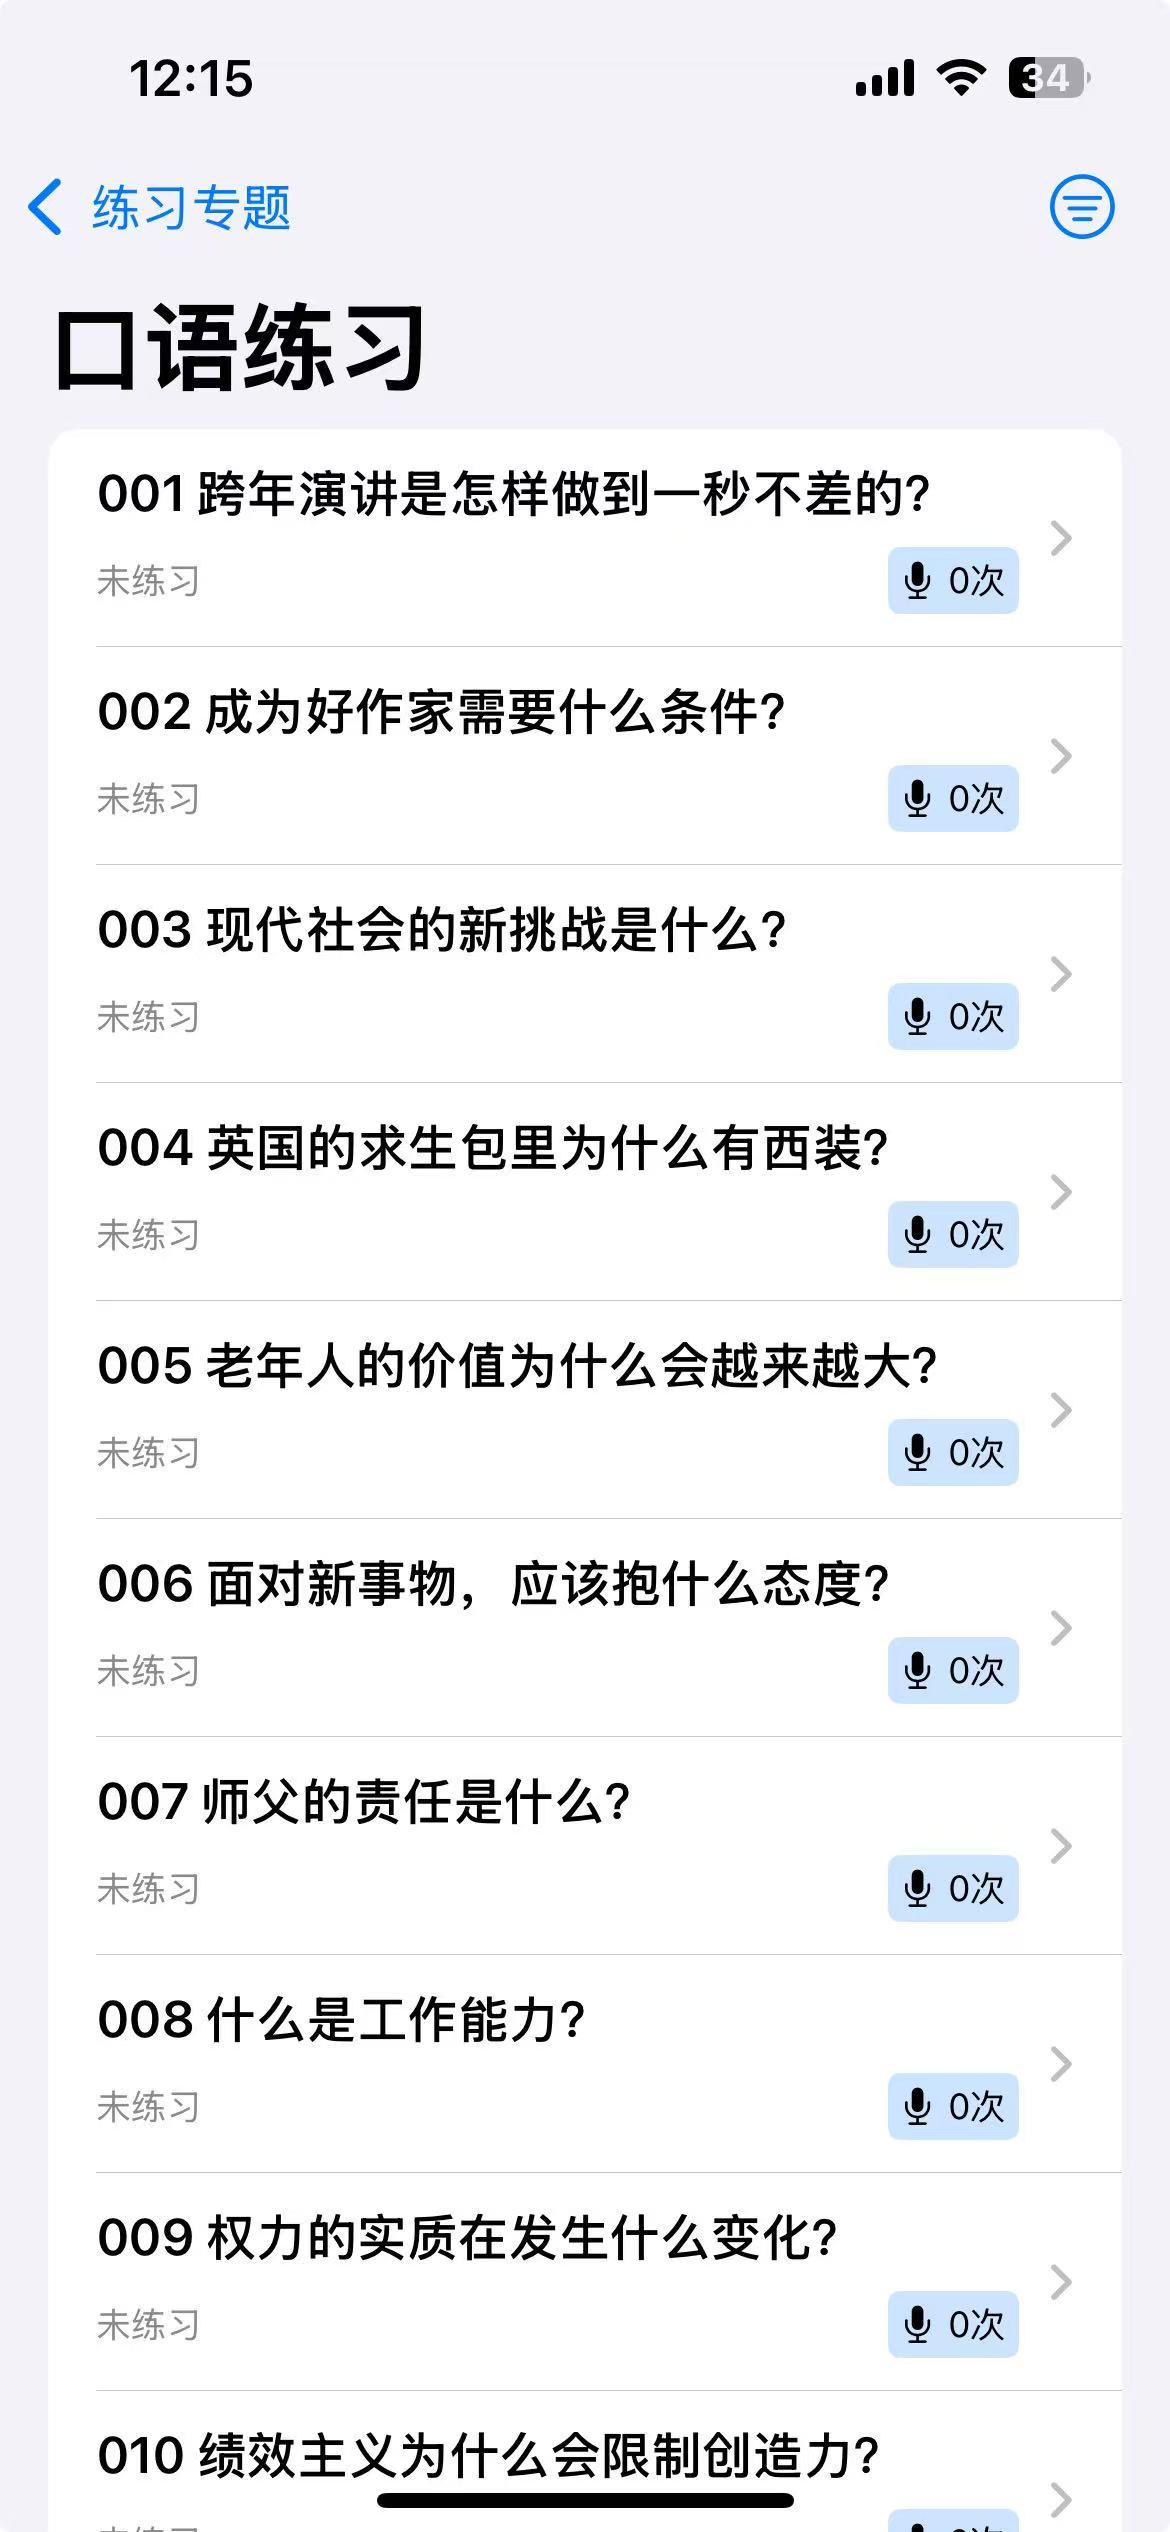 12:15
34
练习专题
口语练习
001 跨年演讲是怎样做到一秒不差的?
未练习
0次
002 成为好作家需要什么条件?
未练习
0次
003 现代社会的新挑战是什么?
未练习
0次
004 英国的求生包里为什么有西装?
未练习
0次
005 老年人的价值为什么会越来越大?
未练习
0次
006 面对新事物，应该抱什么态度?
未练习
0次
007 师父的责任是什么?
未练习
0次
008 什么是工作能力?
未练习
0次
009 权力的实质在发生什么变化?
未练习
0次
010 绩效主义为什么会限制创造力?